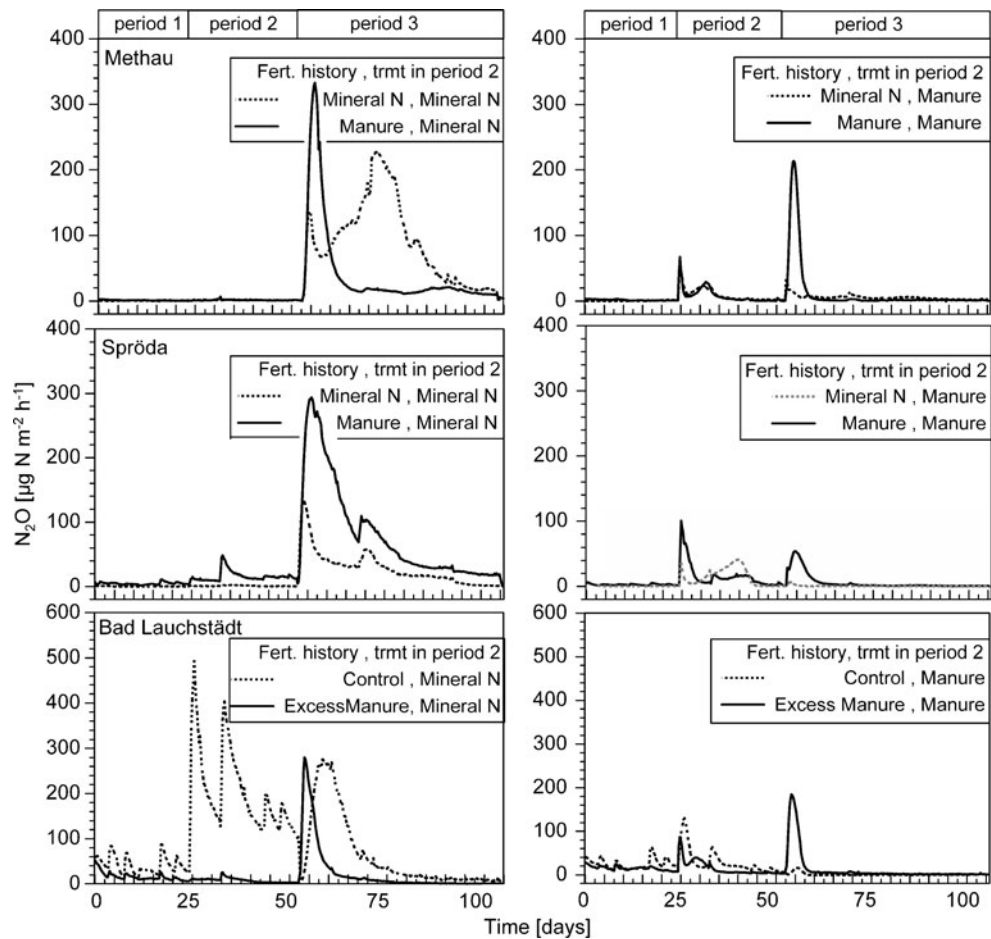 period 1 period 2 period 3
period 1 period 2 period 3
400
Methau
Fert. history , trmt in period 2
Mineral N , Mineral N
Manure , Mineral N
300
200
100
0
400
Fert. history , trmt in period 2
Mineral N , Manure
Manure , Manure
300
200
100
0
400
Spröda
Fert. history , trmt in period 2
Mineral N , Mineral N
Manure , Mineral N
300
200
100
0
400
Fert. history , trmt in period 2
Mineral N , Manure
Manure , Manure
300
200
100
0
N₂O [µg N m⁻² h⁻¹]
600
Bad Lauchstädt
Fert. history , trmt in period 2
Control , Mineral N
ExcessManure, Mineral N
500
400
300
200
100
0
0 25 50 75 100
600
Fert. history, trmt in period 2
Control , Manure
Excess Manure , Manure
500
400
300
200
100
0
0 25 50 75 100
Time [days]